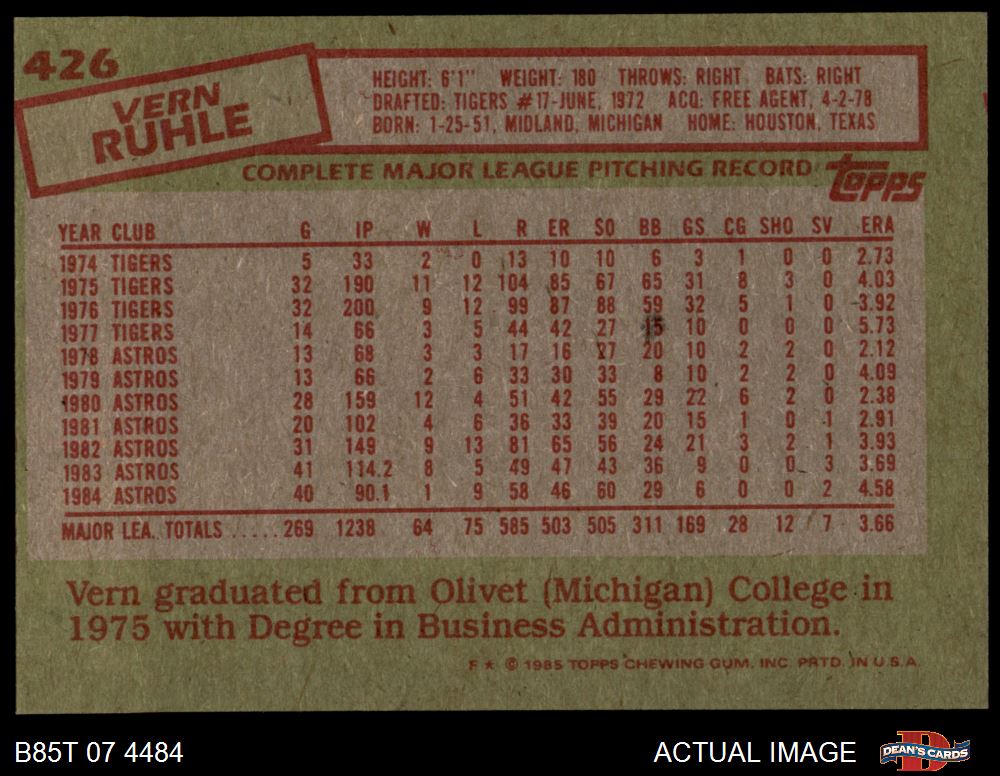 426
VERN
RUHLE
HEIGHT: 6'1" WEIGHT: 180 THROWS: RIGHT BATS: RIGHT
DRAFTED: TIGERS #17-JUNE, 1972 ACQ: FREE AGENT, 4-2-78
BORN: 1-25-51, MIDLAND, MICHIGAN HOME: HOUSTON, TEXAS
COMPLETE MAJOR LEAGUE PITCHING RECORD Topps
YEAR CLUB G IP W L R ER SO BB GS CG SHO SV ERA
1974 TIGERS 5 33 2 0 13 10 10 6 3 1 0 0 2.73
1975 TIGERS 32 190 11 12 104 85 67 65 31 8 3 0 4.03
1976 TIGERS 32 200 9 12 99 87 88 59 32 5 1 0 3.92
1977 TIGERS 14 66 3 5 44 42 27 15 10 0 0 0 5.73
1978 ASTROS 13 68 3 3 17 16 27 20 10 2 2 0 2.12
1979 ASTROS 13 66 2 6 33 30 33 8 10 2 2 0 4.09
1980 ASTROS 28 159 12 4 51 42 55 29 22 6 2 0 2.38
1981 ASTROS 20 102 4 6 36 33 39 20 15 1 0 1 2.91
1982 ASTROS 31 149 9 13 81 65 56 24 21 3 2 1 3.93
1983 ASTROS 41 114.2 8 5 49 47 43 36 9 0 0 3 3.69
1984 ASTROS 40 90.1 1 9 58 46 60 29 6 0 0 2 4.58
MAJOR LEA. TOTALS ..... 269 1238 64 75 585 503 505 311 169 28 12 7 3.66
Vern graduated from Olivet (Michigan) College in
1975 with Degree in Business Administration.
F ★ © 1985 TOPPS CHEWING GUM, INC. PRTD. IN U.S.A.
B85T 07 4484 ACTUAL IMAGE DEAN'S CARDS